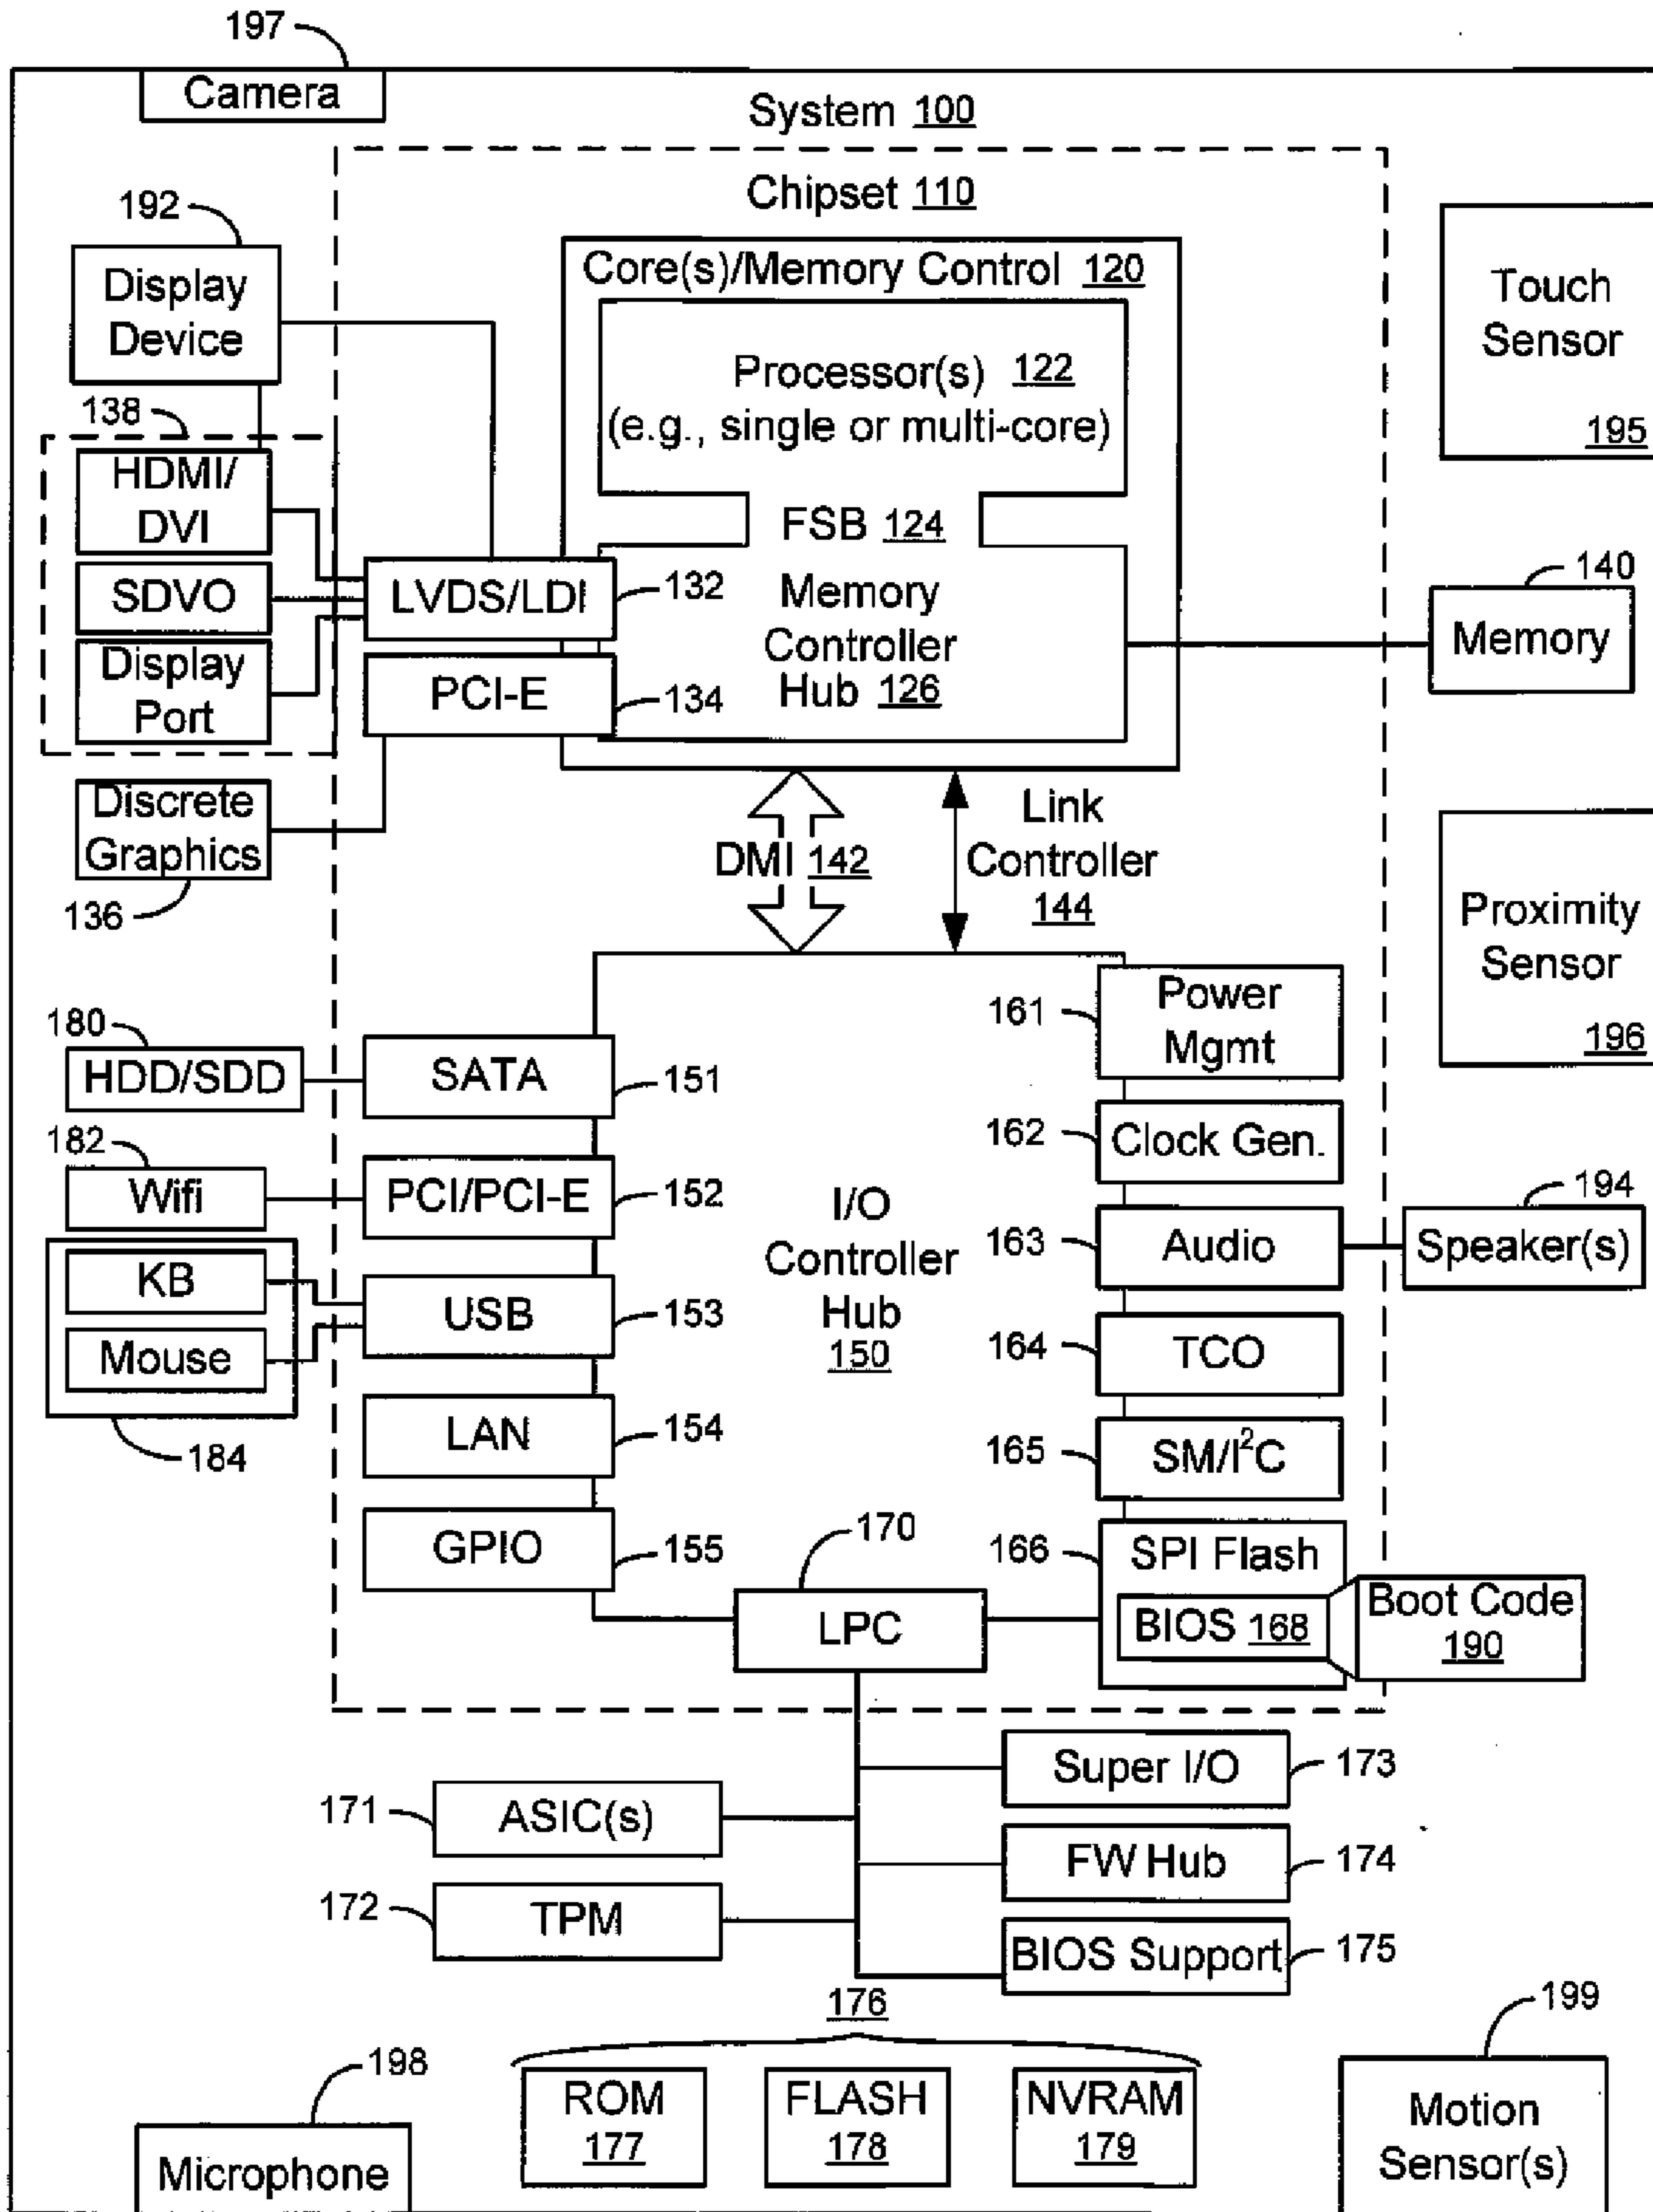 197
Camera
System 100
Chipset 110
192
Display
Device
Core(s)/Memory Control 120
Processor(s) 122
(e.g., single or multi-core)
Touch
Sensor
195
138
HDMI/
DVI
SDVO
Display
Port
FSB 124
LVDS/LDI
132
Memory
Controller
Hub 126
PCI-E
134
140
Memory
Discrete
Graphics
136
DMI 142
Link
Controller
144
Proximity
Sensor
196
180
HDD/SDD
SATA
151
182
Wifi
PCI/PCI-E
152
KB
Mouse
184
USB
153
LAN
154
GPIO
155
I/O
Controller
Hub
150
161
Power
Mgmt
162
Clock Gen.
163
Audio
194
Speaker(s)
164
TCO
165
SM/I²C
166
SPI Flash
BIOS 168
Boot Code
190
170
LPC
171
ASIC(s)
172
TPM
Super I/O
173
FW Hub
174
BIOS Support
175
176
ROM
177
FLASH
178
NVRAM
179
198
Microphone
199
Motion
Sensor(s)